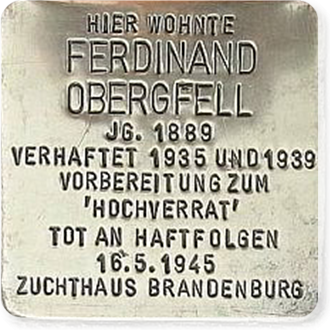 HIER WOHNTE
FERDINAND
OBERGFELL
JG. 1889
VERHAFTET 1935 UND 1939
VORBEREITUNG ZUM
'HOCHVERRAT'
TOT AN HAFTFOLGEN
16.5.1945
ZUCHTHAUS BRANDENBURG